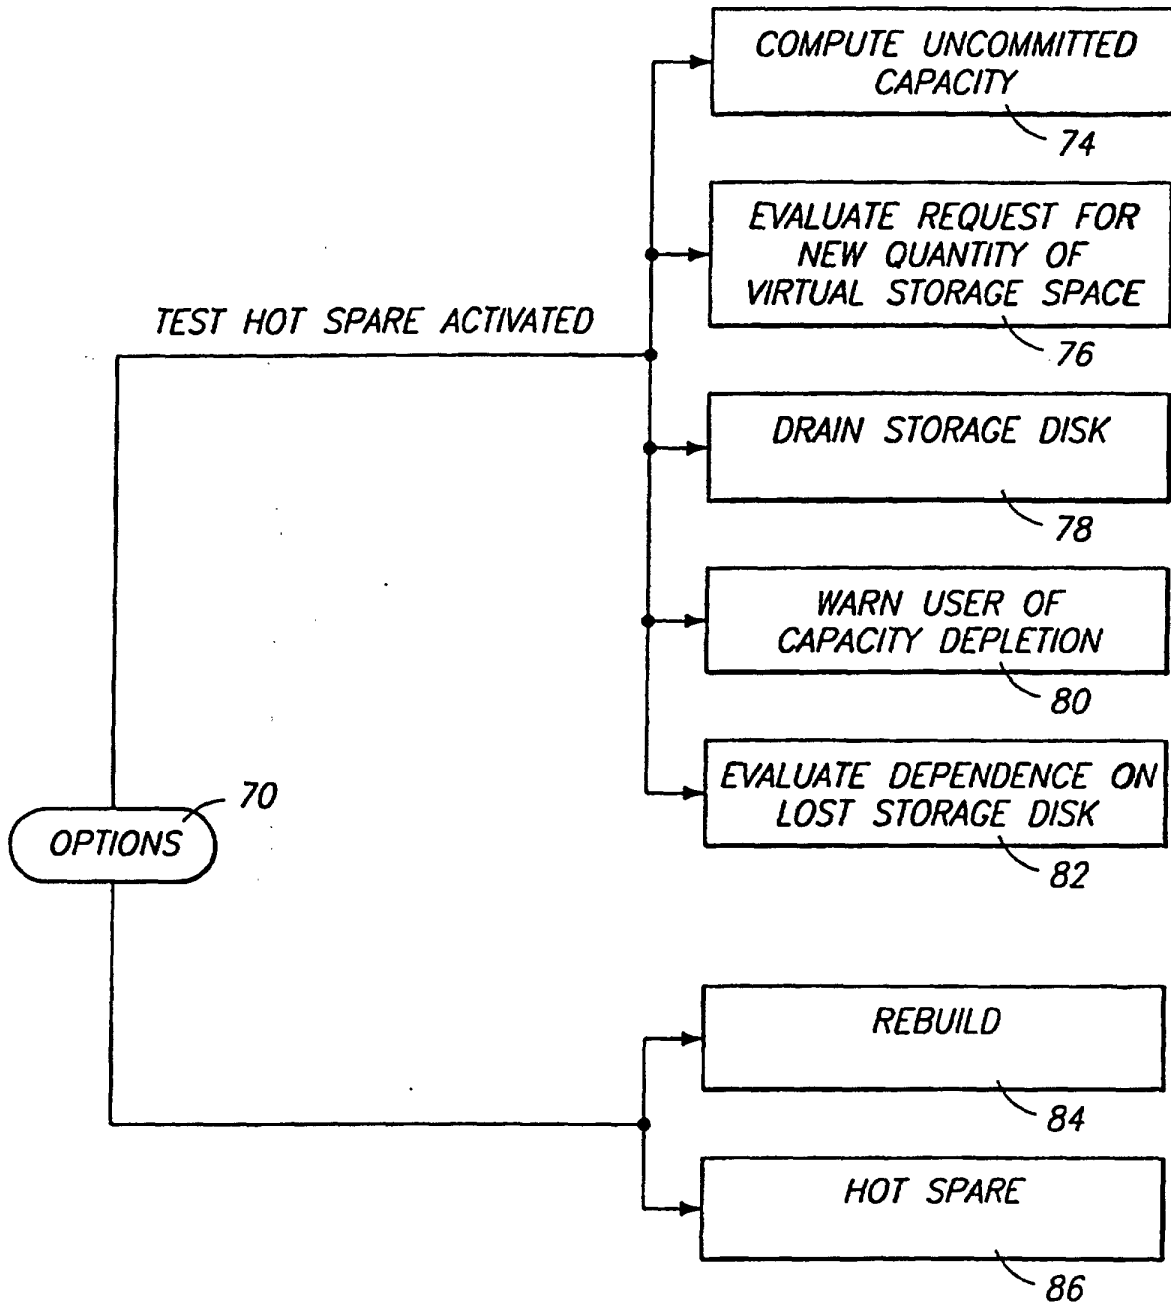 COMPUTE UNCOMMITTED
CAPACITY
74
EVALUATE REQUEST FOR
NEW QUANTITY OF
VIRTUAL STORAGE SPACE
76
TEST HOT SPARE ACTIVATED
DRAIN STORAGE DISK
78
WARN USER OF
CAPACITY DEPLETION
80
EVALUATE DEPENDENCE ON
LOST STORAGE DISK
82
70
OPTIONS
REBUILD
84
HOT SPARE
86